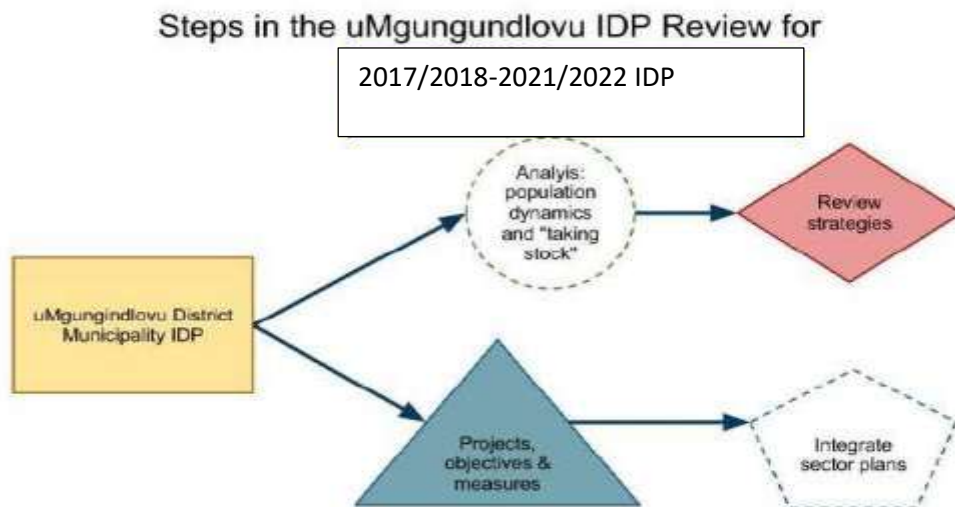 Steps in the uMgungundlovu IDP Review for
2017/2018-2021/2022 IDP
Analyis:
population
dynamics
and "taking
stock"
Review
strategies
uMgungindlovu District
Municipality IDP
Projects,
objectives &
measures
Integrate
sector plans